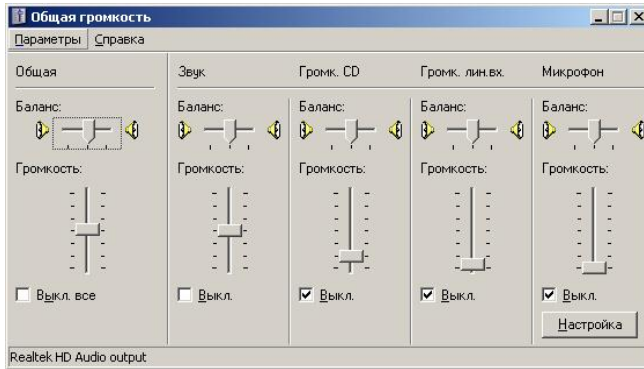 Общая громкость
Параметры Справка
Общая Звук Громк. CD Громк. лин.вх. Микрофон
Баланс: Баланс: Баланс: Баланс: Баланс:
Громкость: Громкость: Громкость: Громкость: Громкость:
Выкл. все Выкл. Выкл. Выкл. Выкл.
Настройка
Realtek HD Audio output